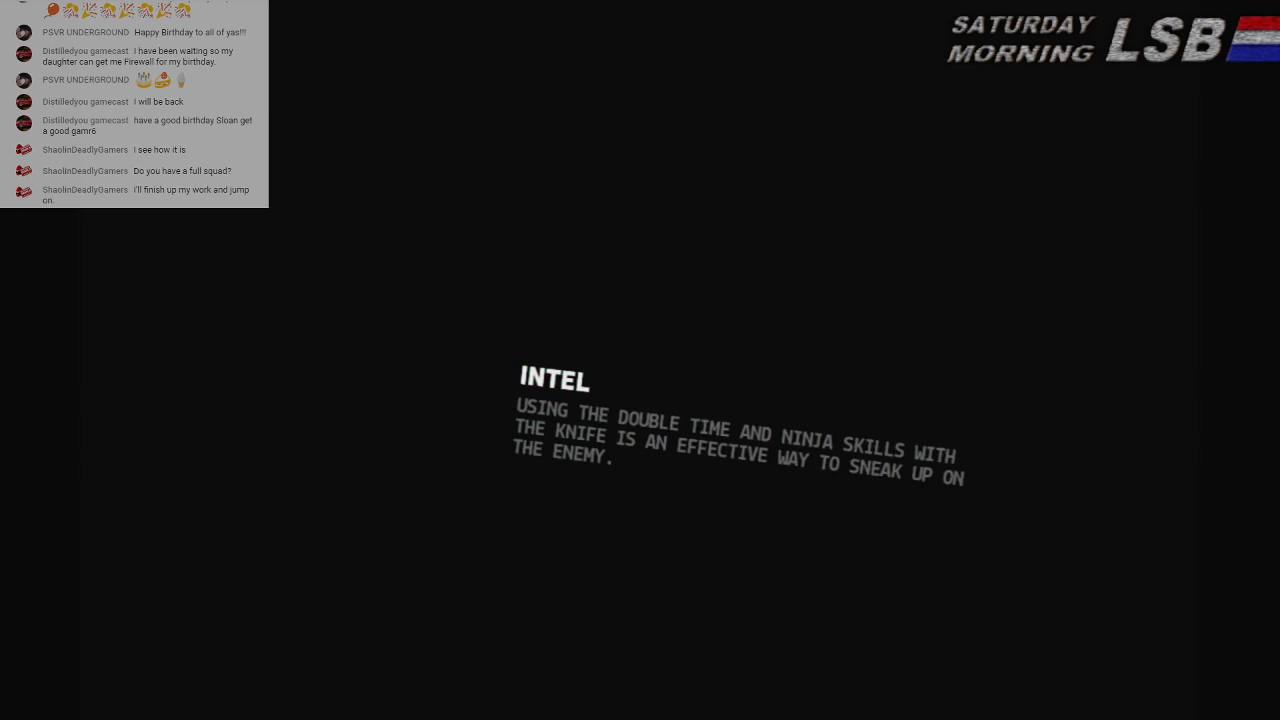 PSVR UNDERGROUND Happy Birthday to all of yas!!!
Distilledyou gamecast I have been waiting so my
daughter can get me Firewall for my birthday.
PSVR UNDERGROUND 🎂🍰🍦
Distilledyou gamecast I will be back
Distilledyou gamecast have a good birthday Sloan get
a good gamr6
ShaolinDeadlyGamers I see how it is
ShaolinDeadlyGamers Do you have a full squad?
ShaolinDeadlyGamers I'll finish up my work and jump
on.
SATURDAY
MORNING
LSB
INTEL
USING THE DOUBLE TIME AND NINJA SKILLS WITH
THE KNIFE IS AN EFFECTIVE WAY TO SNEAK UP ON
THE ENEMY.